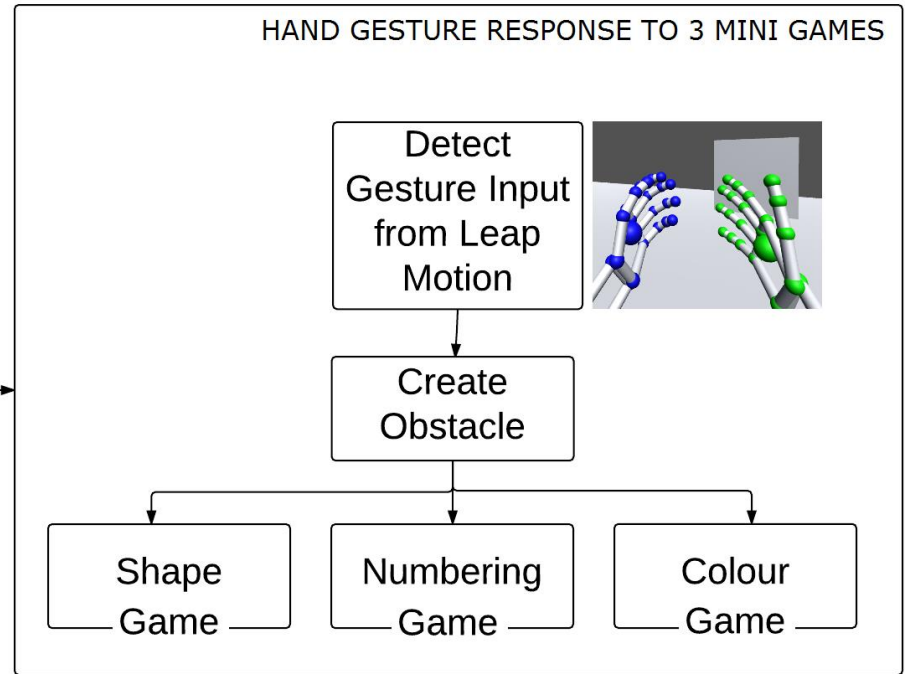 HAND GESTURE RESPONSE TO 3 MINI GAMES
Detect
Gesture Input
from Leap
Motion
Create
Obstacle
Shape
Game
Numbering
Game
Colour
Game